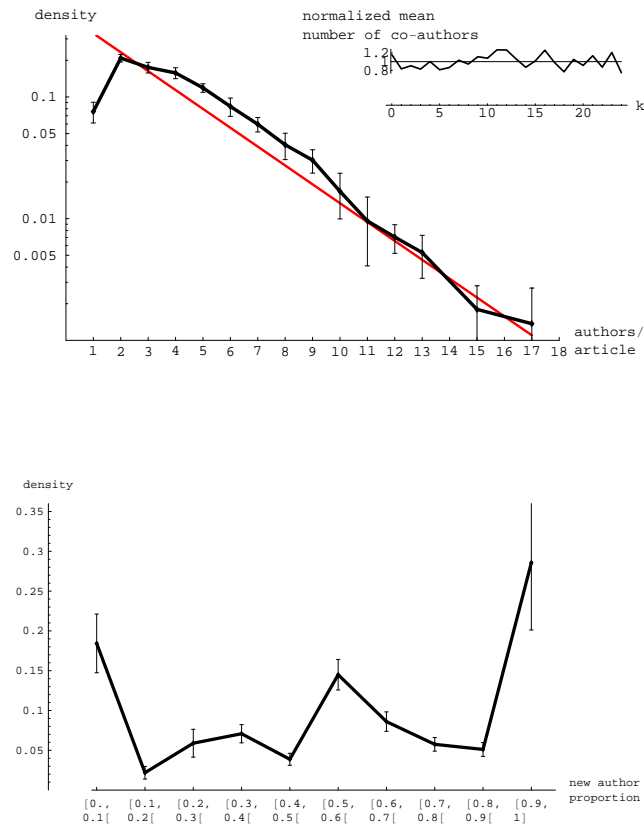 density
normalized mean
number of co-authors
1.2
1
0.8
0 5 10 15 20 k
0.1
0.05
0.01
0.005
authors/
article
1 2 3 4 5 6 7 8 9 10 11 12 13 14 15 16 17 18
density
0.35
0.3
0.25
0.2
0.15
0.1
0.05
new author
proportion
[0., [0.1, [0.2, [0.3, [0.4, [0.5, [0.6, [0.7, [0.8, [0.9,
0.1[ 0.2[ 0.3[ 0.4[ 0.5[ 0.6[ 0.7[ 0.8[ 0.9[ 1]